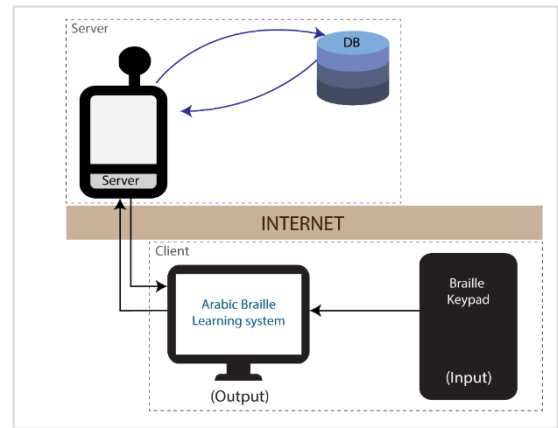 Server
DB
Server
INTERNET
Client
Arabic Braille
Learning system
(Output)
Braille
Keypad
(Input)